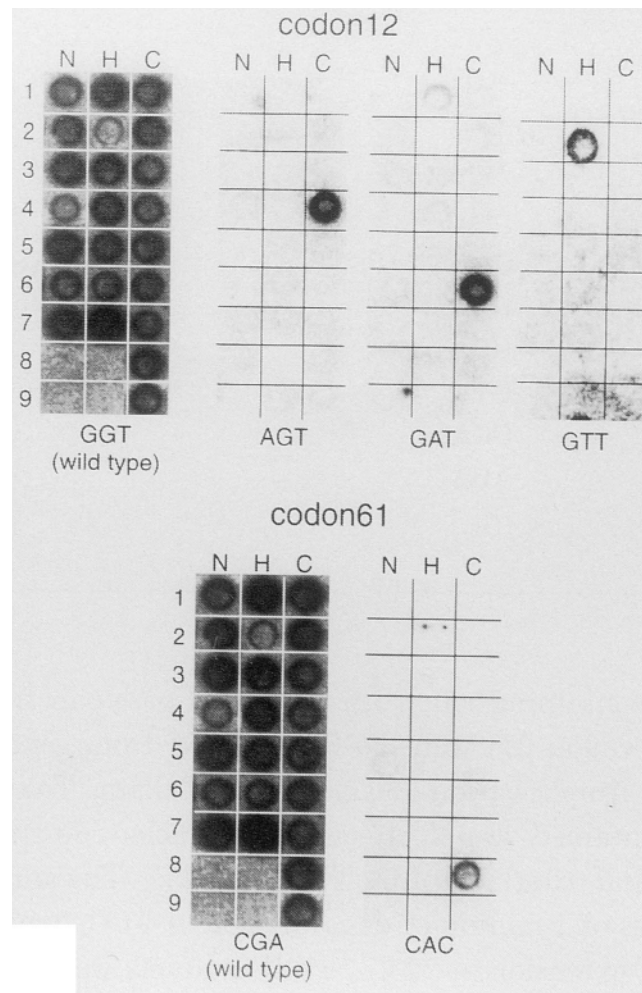 codon12
N H C N H C N H C N H C
1
2
3
4
5
6
7
8
9
GGT AGT GAT GTT
(wild type)
codon61
N H C N H C
1
2
3
4
5
6
7
8
9
CGA CAC
(wild type)